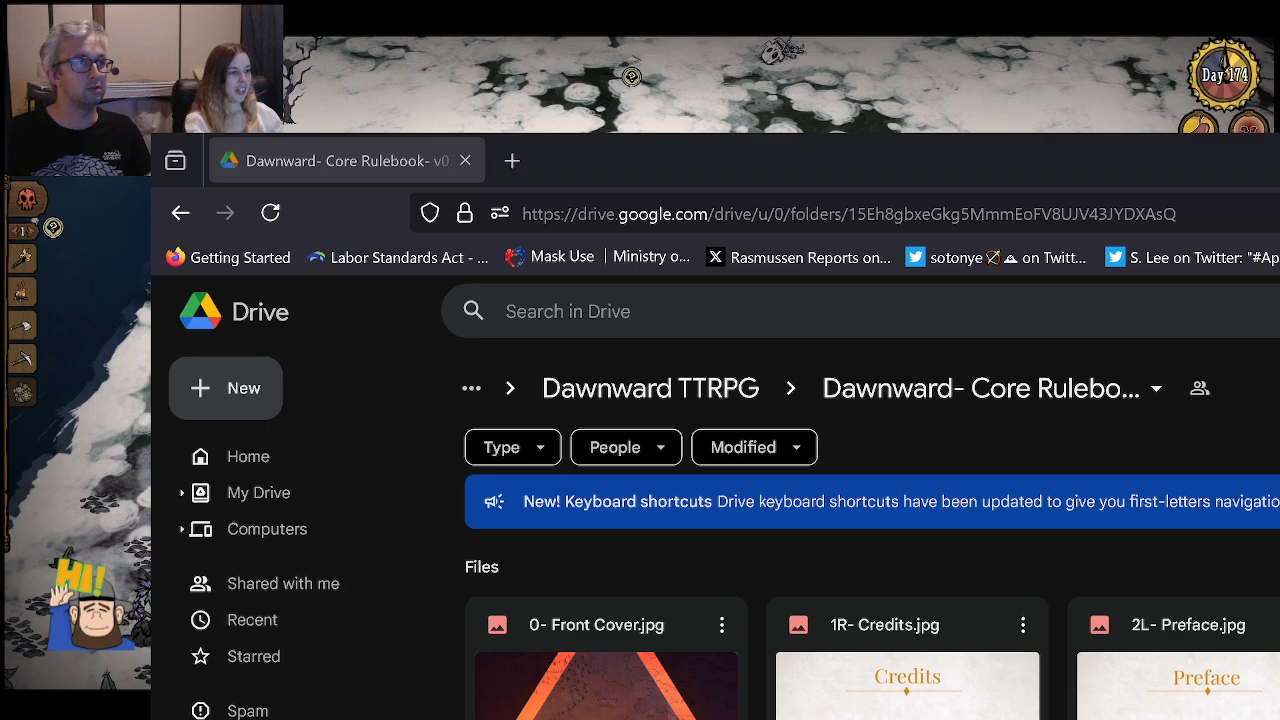 Day 174
Dawnward- Core Rulebook- v0.
https://drive.google.com/drive/u/0/folders/15Eh8gbxeGkg5MmmEoFV8UJV43JYDXAsQ
Getting Started
Labor Standards Act - ...
Mask Use | Ministry o...
Rasmussen Reports on...
sotonye🏹⛰ on Twitt...
S. Lee on Twitter: "#Ap
Drive
Search in Drive
New
Dawnward TTRPG
Dawnward- Core Rulebo...
Type
People
Modified
New! Keyboard shortcuts Drive keyboard shortcuts have been updated to give you first-letters navigatio
Home
My Drive
Computers
Shared with me
Recent
Starred
Spam
Files
0- Front Cover.jpg
1R- Credits.jpg
2L- Preface.jpg
Credits
Preface
1
HI!